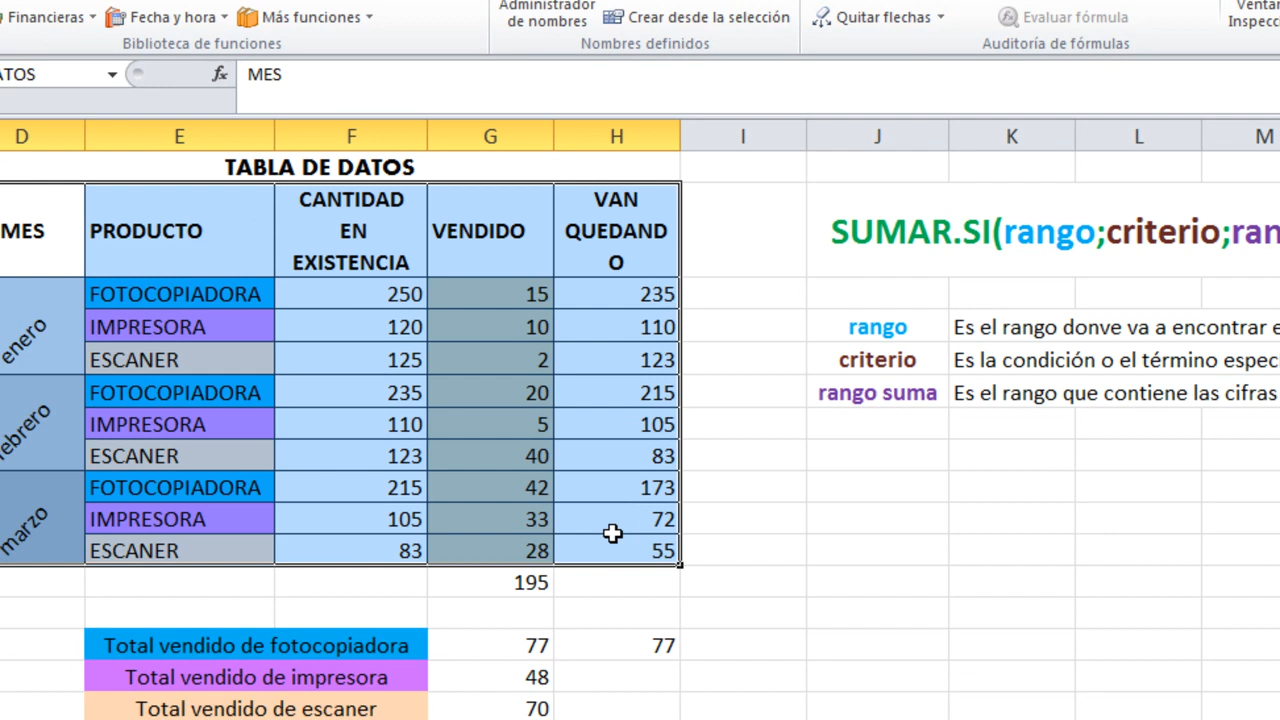 Financieras Fecha y hora Más funciones
Administrador
de nombres Crear desde la selección
Quitar flechas Evaluar fórmula
Biblioteca de funciones Nombres definidos Auditoría de fórmulas
fx MES
D E F G H I J K L M
TABLA DE DATOS
MES PRODUCTO CANTIDAD EN EXISTENCIA VENDIDO VAN QUEDAND O
SUMAR.SI(rango;criterio;ran
enero FOTOCOPIADORA 250 15 235
IMPRESORA 120 10 110 rango Es el rango donve va a encontrar e
ESCANER 125 2 123 criterio Es la condición o el término espec
ebrero FOTOCOPIADORA 235 20 215 rango suma Es el rango que contiene las cifras
IMPRESORA 110 5 105
ESCANER 123 40 83
marzo FOTOCOPIADORA 215 42 173
IMPRESORA 105 33 72
ESCANER 83 28 55
195
Total vendido de fotocopiadora 77 77
Total vendido de impresora 48
Total vendido de escaner 70